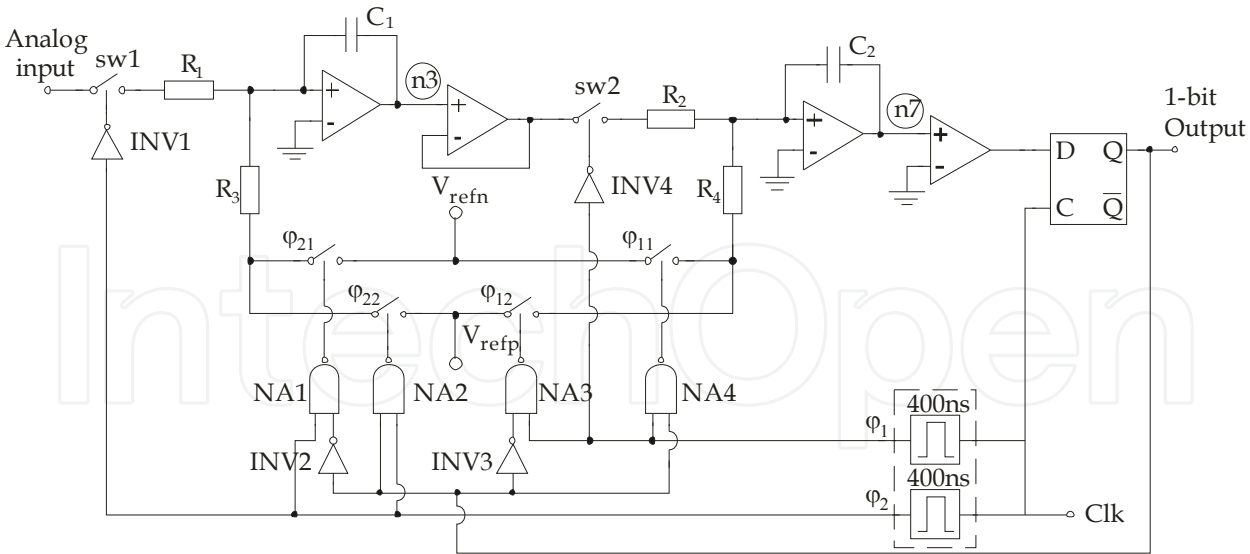 Analog
input
sw1
R1
C1
n3
sw2
R2
C2
n7
1-bit
Output
+
-
+
-
+
-
+
-
INV1
R3
Vrefn
INV4
R4
D Q
C Q̅
φ21
φ11
φ22
φ12
Vrefp
NA1
NA2
NA3
NA4
INV2
INV3
φ1
400ns
φ2
400ns
Clk
IntechOpen